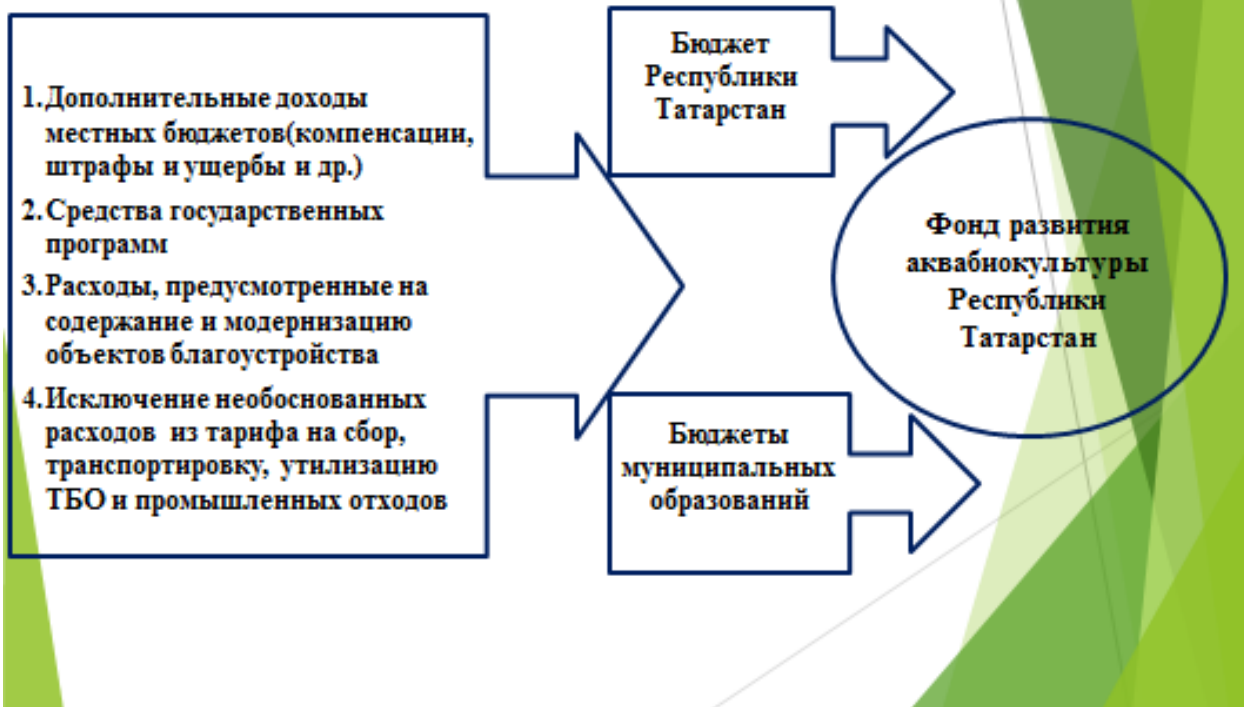 1.Дополнительные доходы
местных бюджетов(компенсации,
штрафы и ущербы и др.)
2.Средства государственных
программ
3.Расходы, предусмотренные на
содержание и модернизацию
объектов благоустройства
4.Исключение необоснованных
расходов из тарифа на сбор,
транспортировку, утилизацию
ТБО и промышленных отходов
Бюджет
Республики
Татарстан
Бюджеты
муниципальных
образований
Фонд развития
аквабиокультуры
Республики
Татарстан